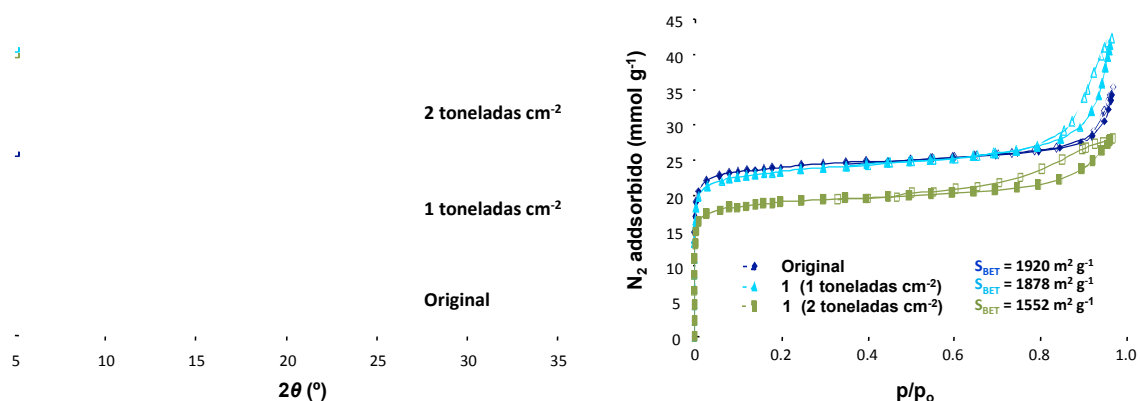 2 toneladas cm-2
1 toneladas cm-2
Original
5 10 15 20 25 30 35
2θ (º)
N2 addsorbido (mmol g-1)
45
40
35
30
25
20
15
10
5
0
Original SBET = 1920 m2 g-1
1 (1 toneladas cm-2) SBET = 1878 m2 g-1
1 (2 toneladas cm-2) SBET = 1552 m2 g-1
0 0.2 0.4 0.6 0.8 1.0
p/po